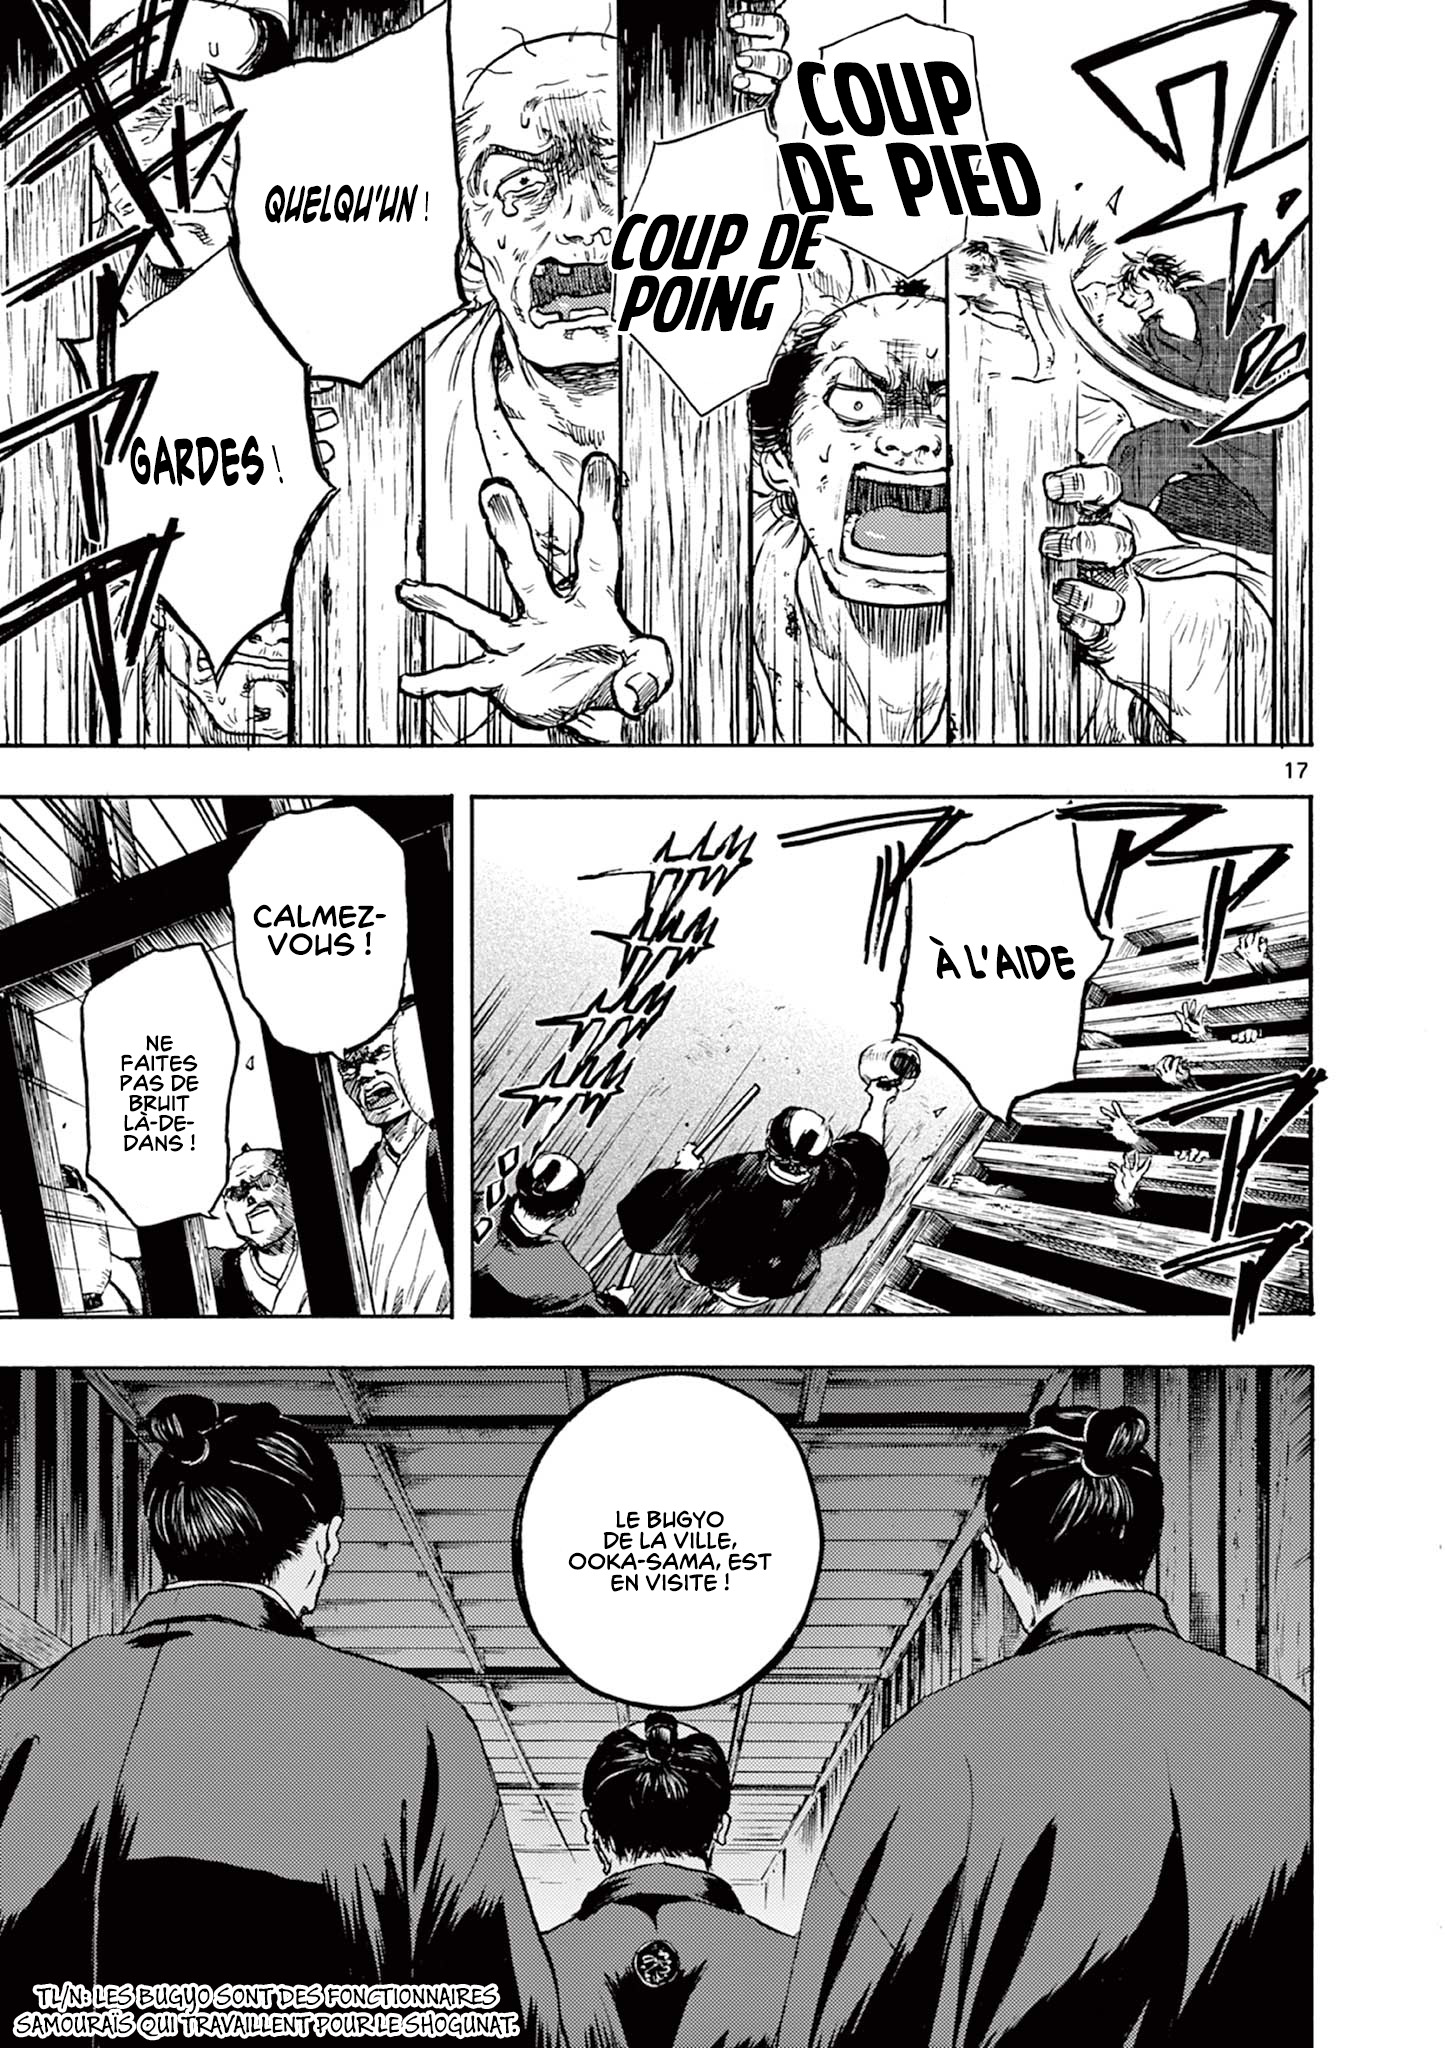 COUP
DE PIED
COUP DE
POING
QUELQU'UN !
GARDES !
17
À L'AIDE
CALMEZ-
VOUS !
NE
FAITES
PAS DE
BRUIT
LÀ-DE-
DANS !
LE BUGYO
DE LA VILLE,
OOKA-SAMA, EST
EN VISITE !
TL/N: LES BUGYO SONT DES FONCTIONNAIRES
SAMOURAÏS QUI TRAVAILLENT POUR LE SHOGUNAT.